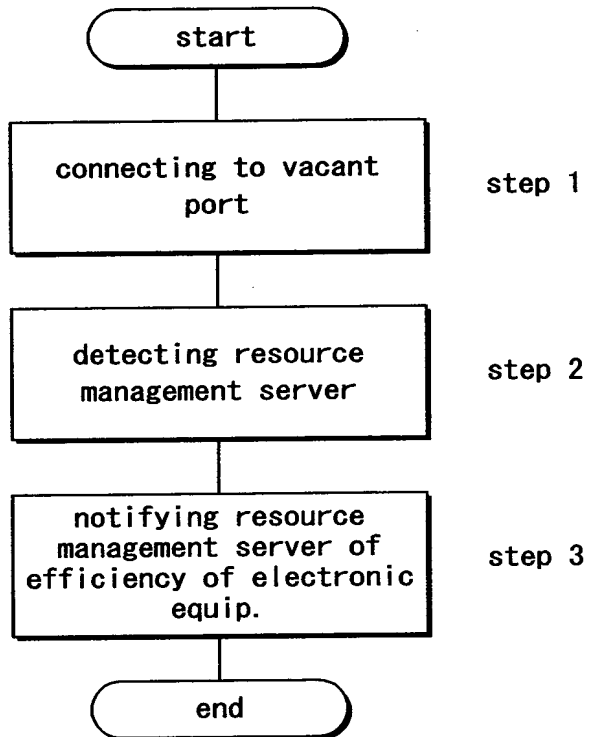 start
connecting to vacant
port
step 1
detecting resource
management server
step 2
notifying resource
management server of
efficiency of electronic
equip.
step 3
end